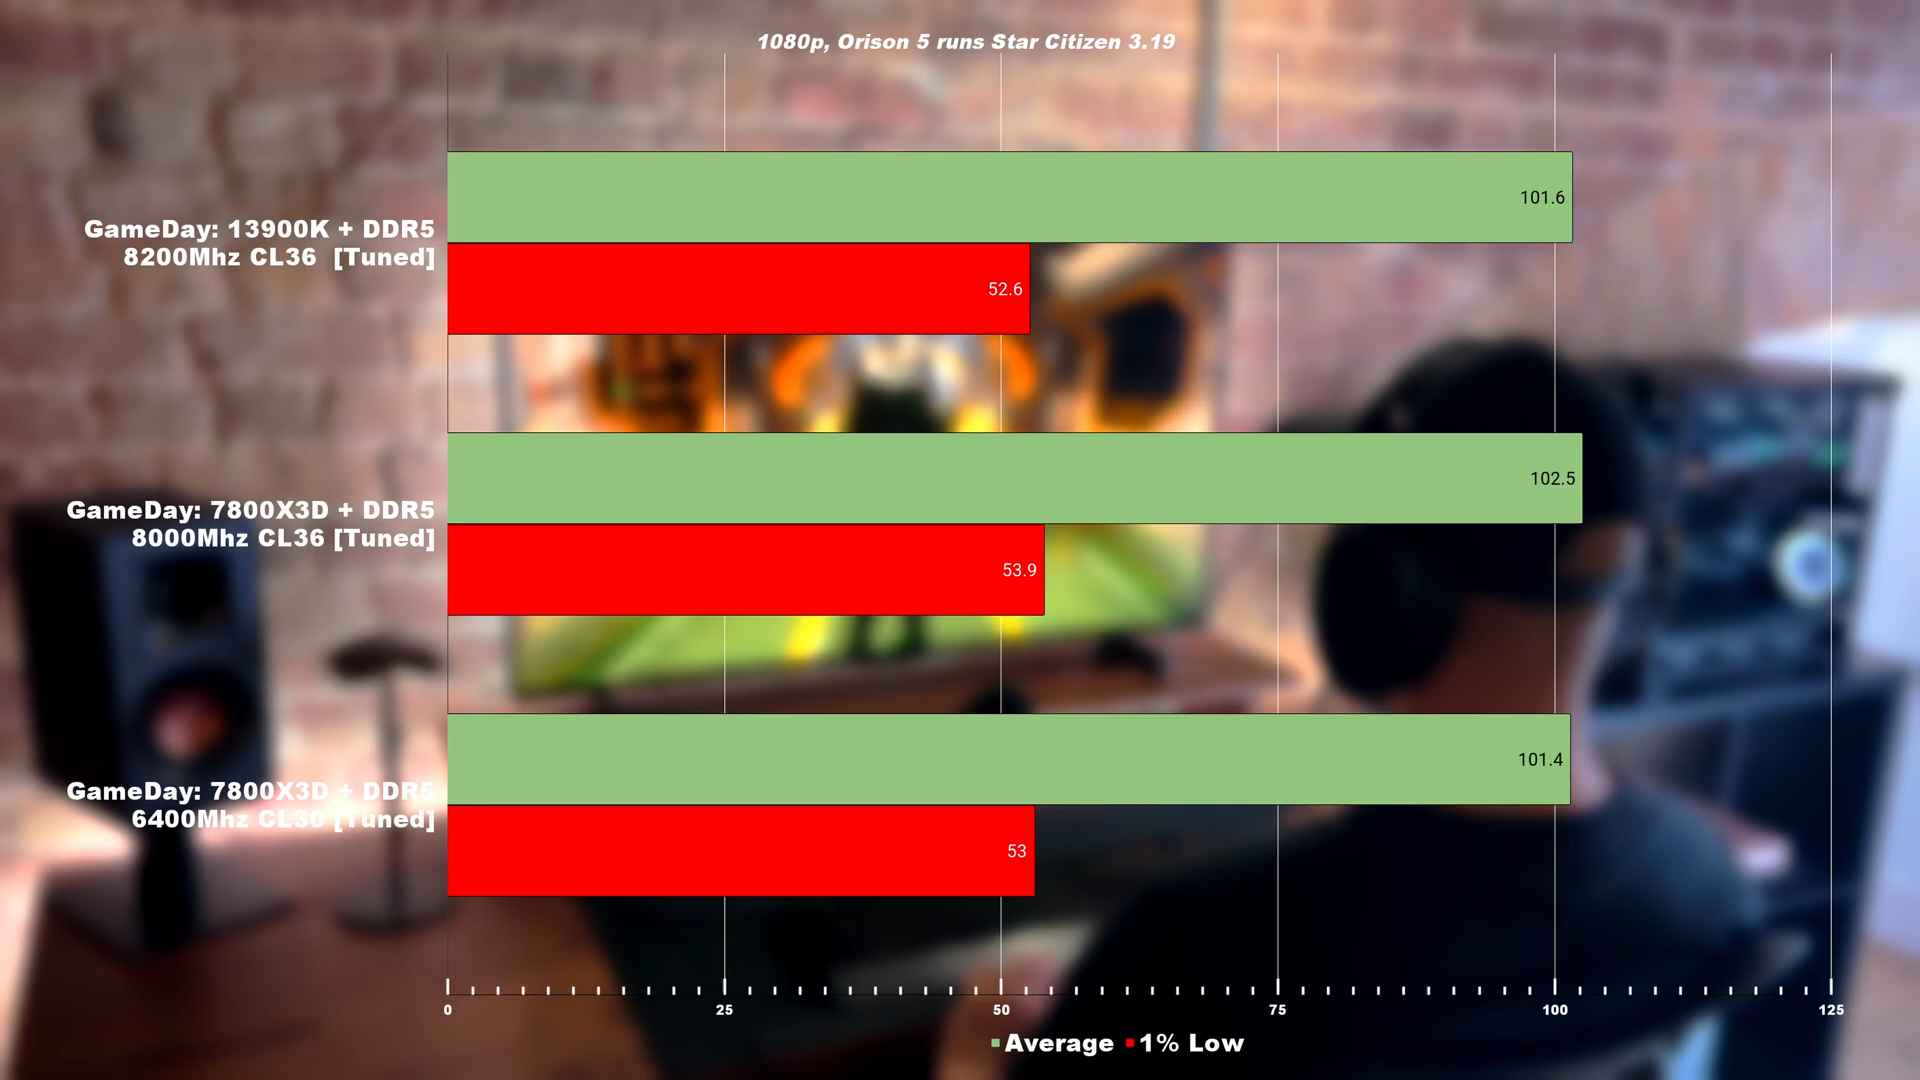 1080p, Orison 5 runs Star Citizen 3.19
GameDay: 13900K + DDR5
8200Mhz CL36 [Tuned]
101.6
52.6
GameDay: 7800X3D + DDR5
8000Mhz CL36 [Tuned]
102.5
53.9
GameDay: 7800X3D + DDR5
6400Mhz CL30 [Tuned]
101.4
53
0 25 50 75 100 125
Average 1% Low